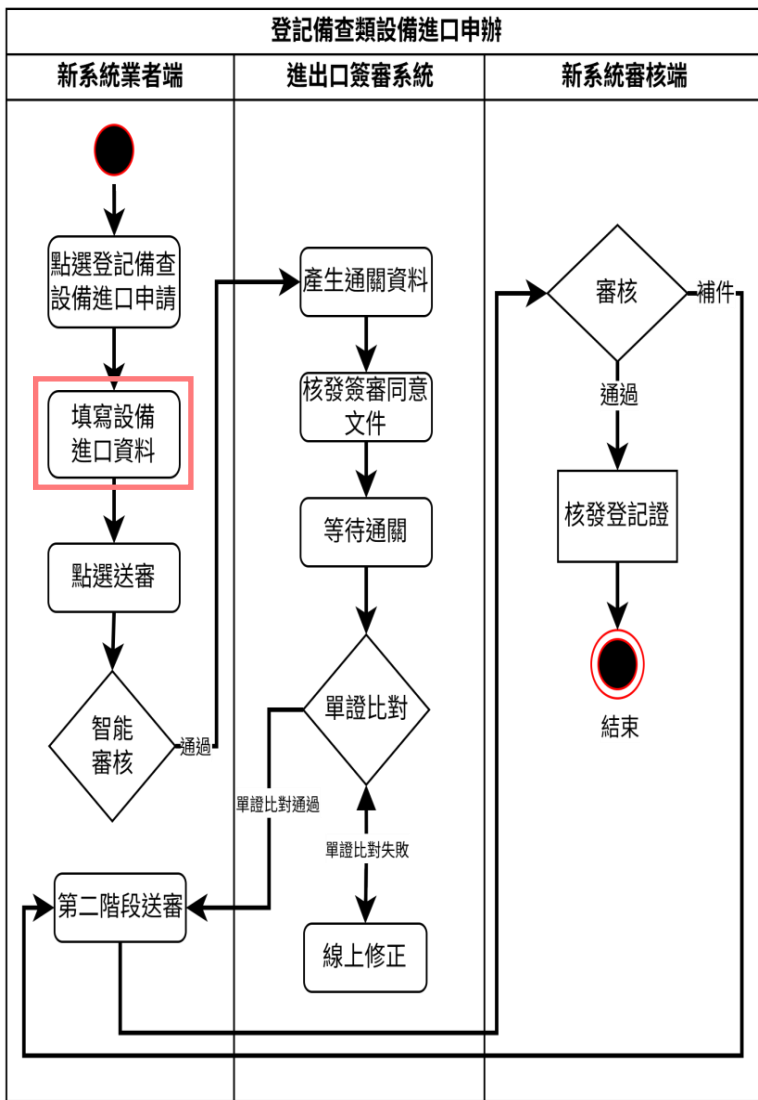 登記備查類設備進口申辦
新系統業者端
進出口簽審系統
新系統審核端
點選登記備查
設備進口申請
填寫設備
進口資料
點選送審
智能
審核
通過
第二階段送審
產生通關資料
核發簽審同意
文件
等待通關
單證比對
單證比對通過
單證比對失敗
線上修正
審核
補件
通過
核發登記證
結束